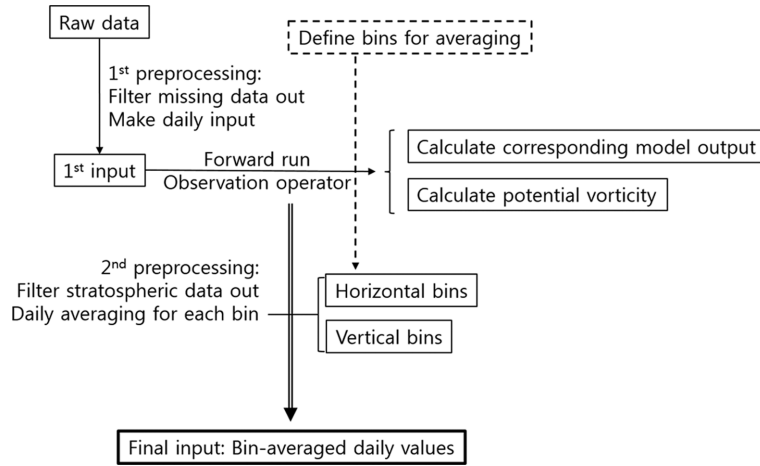 Raw data
Define bins for averaging
1st preprocessing:
Filter missing data out
Make daily input
1st input
Forward run
Observation operator
Calculate corresponding model output
Calculate potential vorticity
2nd preprocessing:
Filter stratospheric data out
Daily averaging for each bin
Horizontal bins
Vertical bins
Final input: Bin-averaged daily values